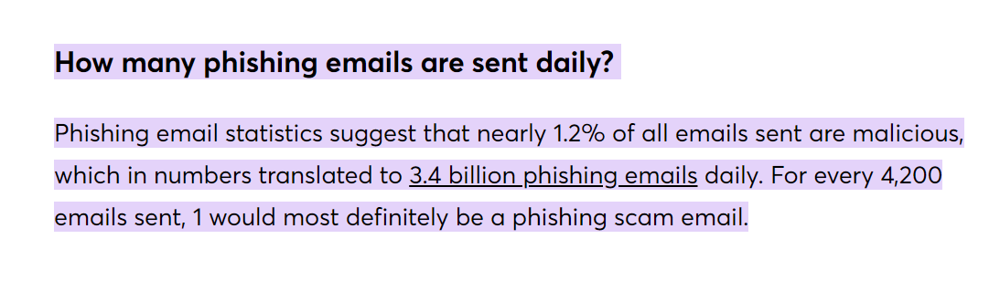 How many phishing emails are sent daily?
Phishing email statistics suggest that nearly 1.2% of all emails sent are malicious,
which in numbers translated to 3.4 billion phishing emails daily. For every 4,200
emails sent, 1 would most definitely be a phishing scam email.